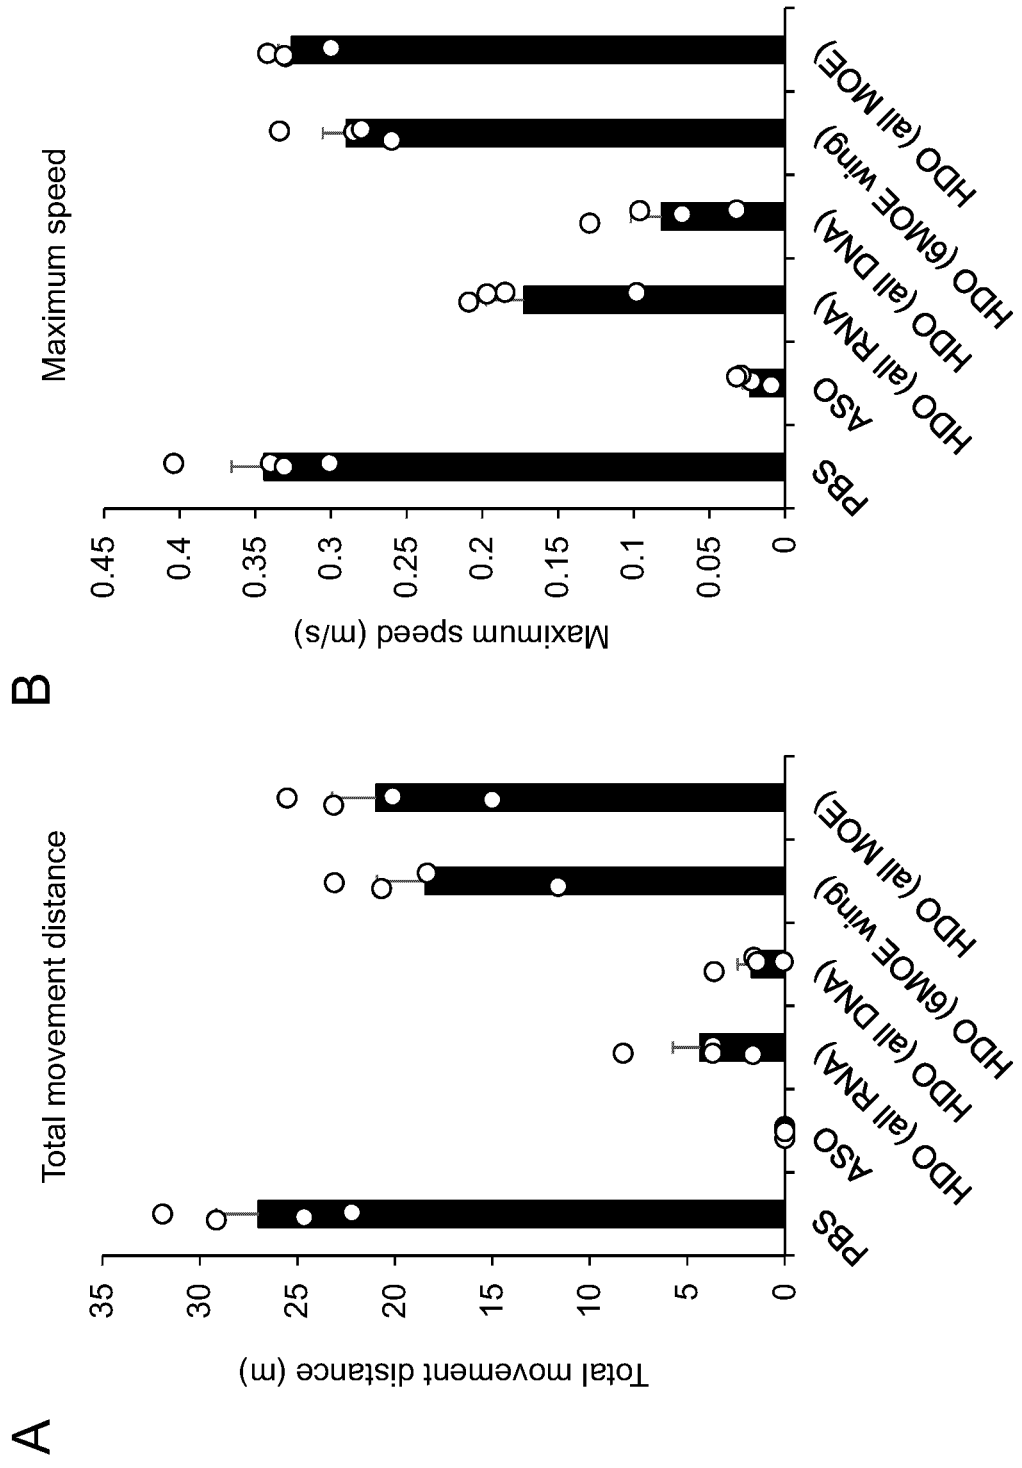 A
Total movement distance
Total movement distance (m)
35
30
25
20
15
10
5
0
PBS
ASO
HDO (all RNA)
HDO (all DNA)
HDO (6MOE wing)
HDO (all MOE)
B
Maximum speed
Maximum speed (m/s)
0.45
0.4
0.35
0.3
0.25
0.2
0.15
0.1
0.05
0
PBS
ASO
HDO (all RNA)
HDO (all DNA)
HDO (6MOE wing)
HDO (all MOE)